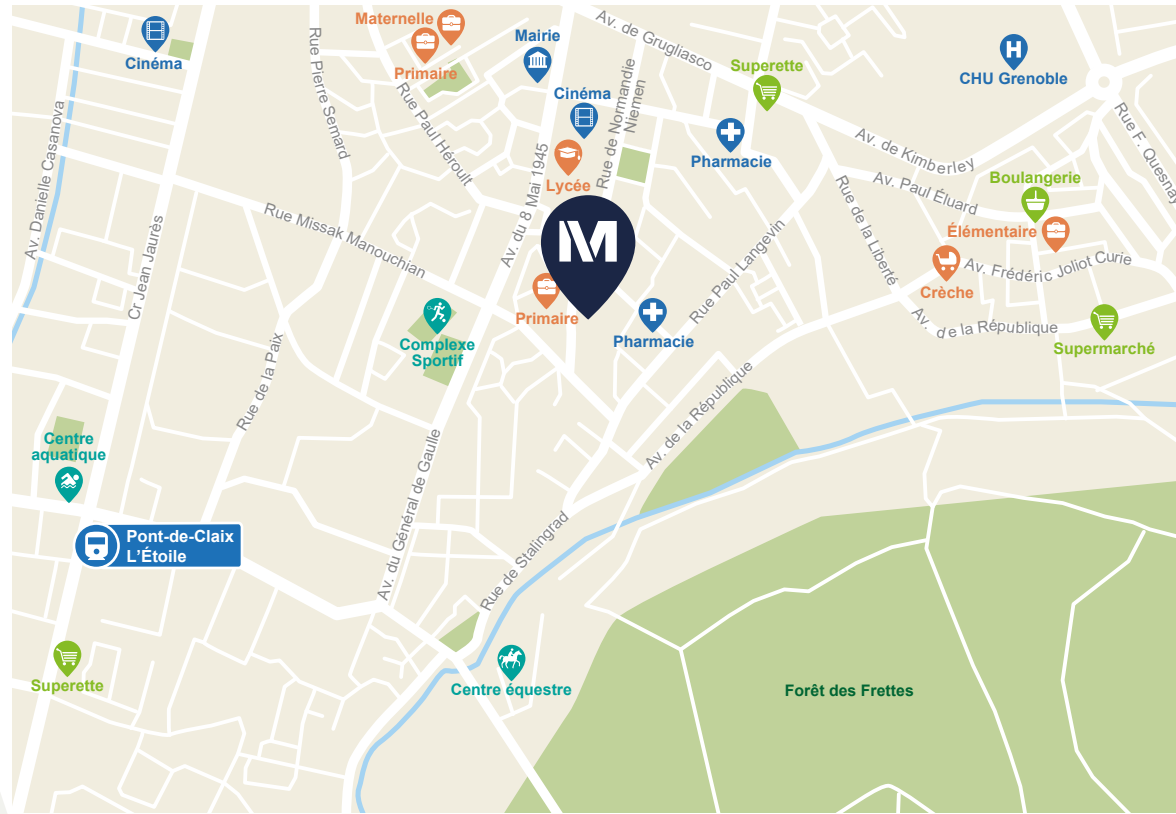 Maternelle
Primaire
Cinéma
Mairie
Cinéma
Lycée
Av. de Grugliasco
Superette
H
CHU Grenoble
Pharmacie
Rue Pierre Semard
Rue Paul Héroult
Av. du 8 Mai 1945
Rue de Normandie
Niemen
Av. de Kimberley
Rue F. Quesnay
Av. Danielle Casanova
Av. Paul Éluard
Boulangerie
Élémentaire
Rue Missak Manouchian
M
Rue de la Liberté
Crèche
Av. Frédéric Joliot Curie
Cr Jean Jaurès
Primaire
Pharmacie
Rue Paul Langevin
Av. de la République
Supermarché
Complexe
Sportif
Rue de la Paix
Av. de la République
Centre
aquatique
Av. du Général de Gaulle
Pont-de-Claix
L'Étoile
Rue de Stalingrad
Superette
Centre équestre
Forêt des Frettes